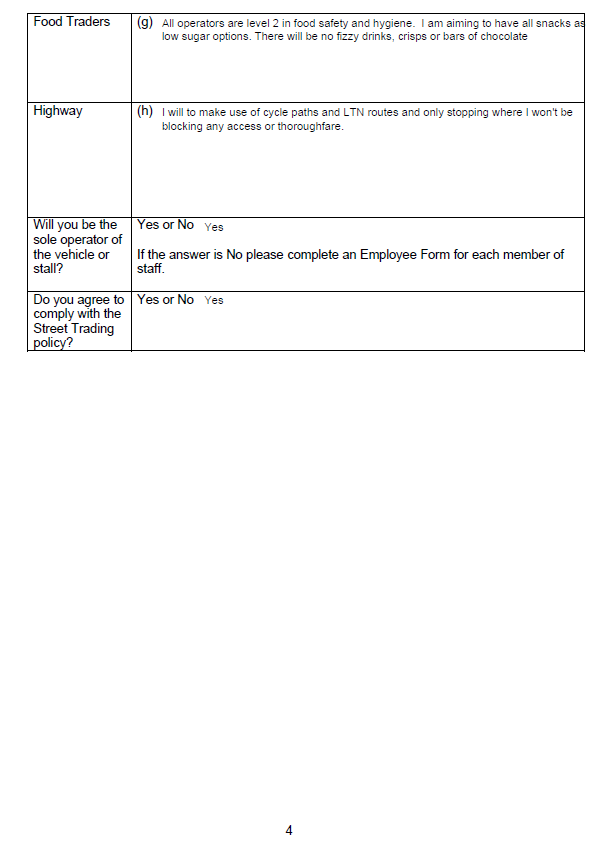 Food Traders
(g) All operators are level 2 in food safety and hygiene.  I am aiming to have all snacks as
low sugar options. There will be no fizzy drinks, crisps or bars of chocolate
Highway
(h) I will to make use of cycle paths and LTN routes and only stopping where I won't be
blocking any access or thoroughfare.
Will you be the
sole operator of
the vehicle or
stall?
Yes or No Yes
If the answer is No please complete an Employee Form for each member of
staff.
Do you agree to
comply with the
Street Trading
policy?
Yes or No Yes
4